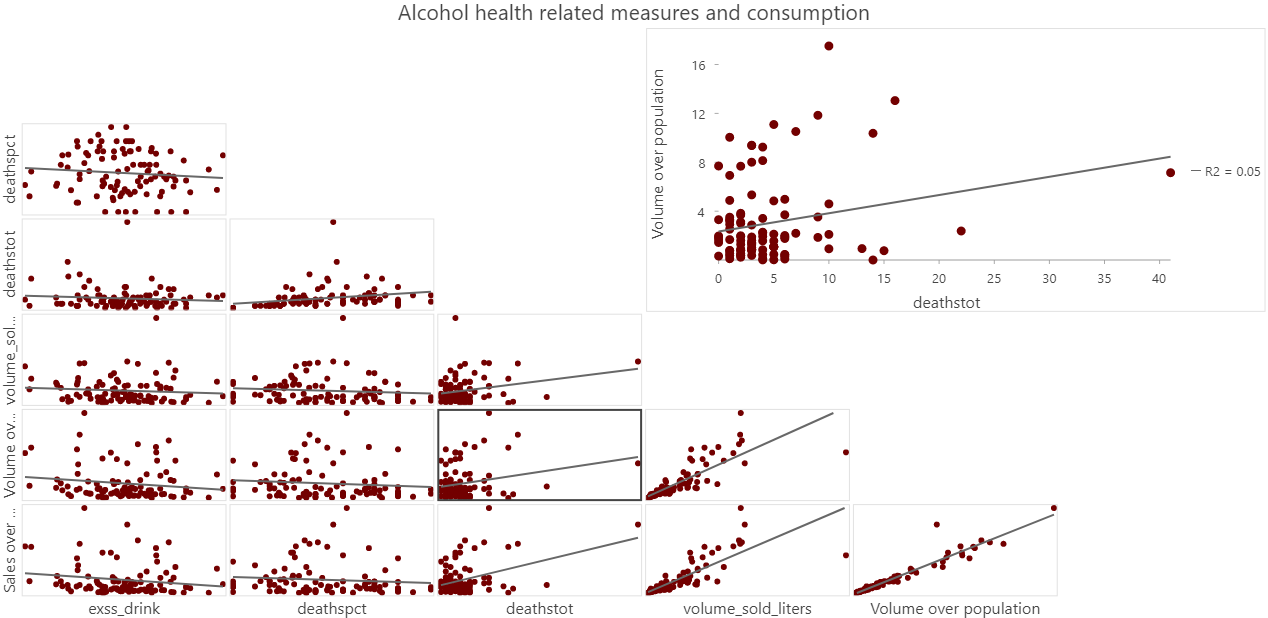 Alcohol health related measures and consumption
Volume over population
16
12
8
4
R2 = 0.05
0
5
10
15
20
25
30
35
40
deathstot
deathspct
deathstot
volume_sol...
Volume ov...
Sales over ...
exss_drink
deathspct
deathstot
volume_sold_liters
Volume over population